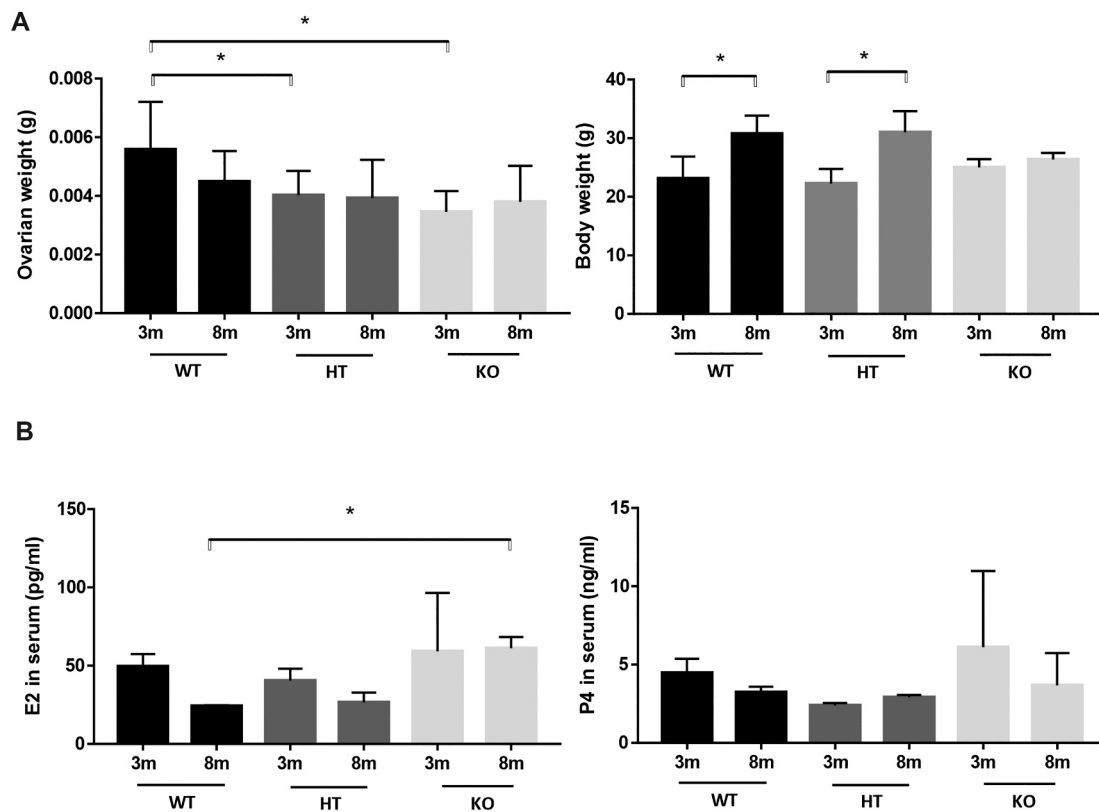 A
* 
*
Ovarian weight (g)
0.008
0.006
0.004
0.002
0.000
3m 8m 3m 8m 3m 8m
WT HT KO
* *
Body weight (g)
40
30
20
10
0
3m 8m 3m 8m 3m 8m
WT HT KO
B
*
E2 in serum (pg/ml)
150
100
50
0
3m 8m 3m 8m 3m 8m
WT HT KO
P4 in serum (ng/ml)
15
10
5
0
3m 8m 3m 8m 3m 8m
WT HT KO